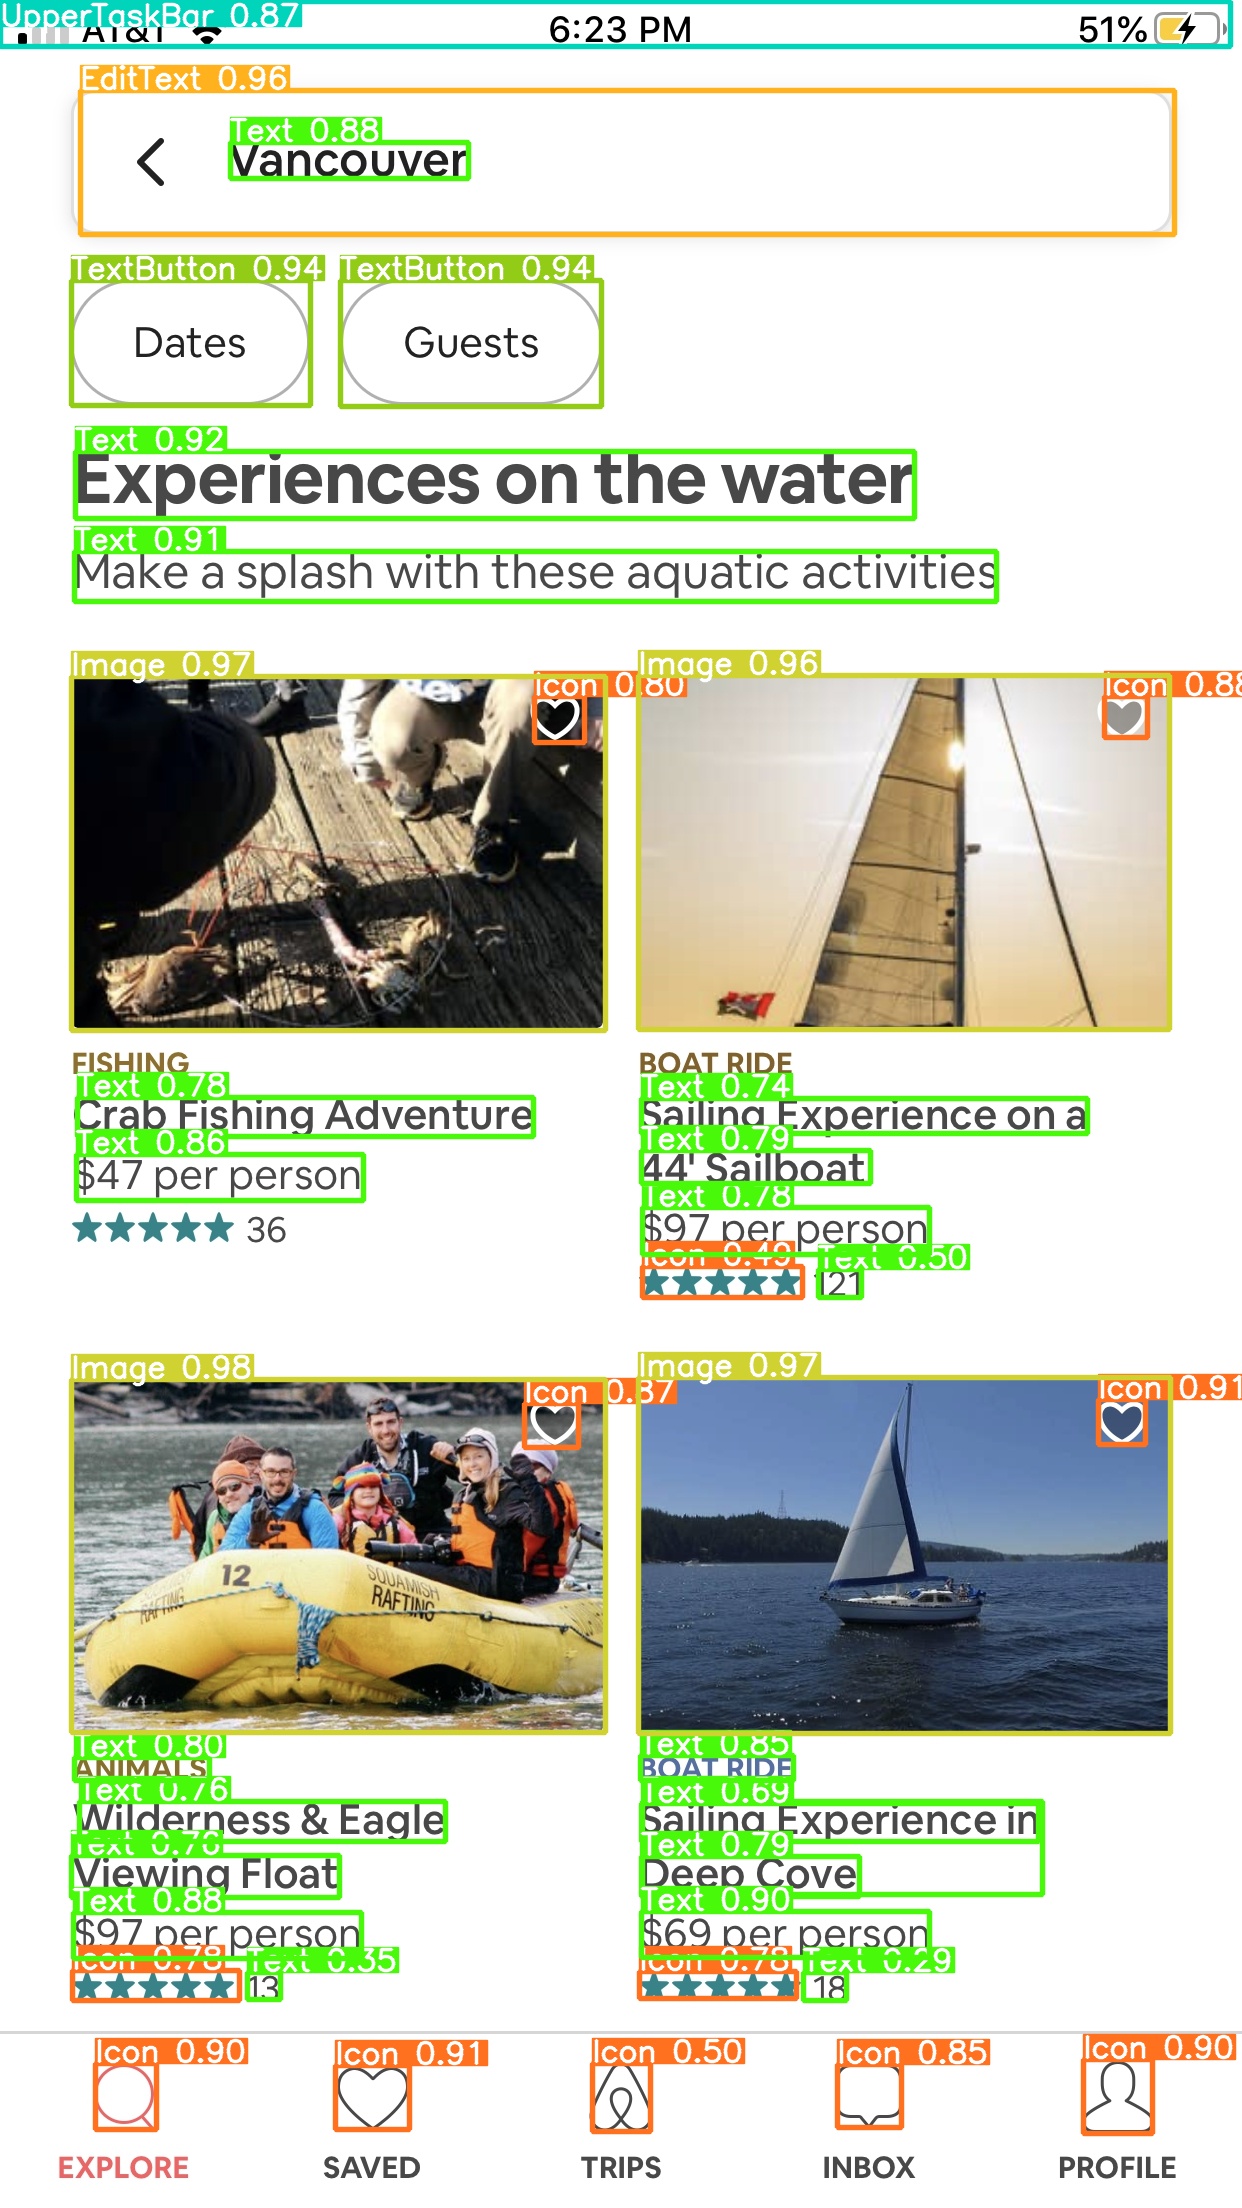 UpperTaskBar 0.87
AT&T 6:23 PM 51%
EditText 0.96
Text 0.88
Vancouver
TextButton 0.94 TextButton 0.94
Dates Guests
Text 0.92
Experiences on the water
Text 0.91
Make a splash with these aquatic activities
Image 0.97 Icon 0.80
Image 0.96 Icon 0.88
FISHING
Text 0.78
Crab Fishing Adventure
Text 0.86
$47 per person
36
BOAT RIDE
Text 0.74
Sailing Experience on a
Text 0.79
44' Sailboat
Text 0.78
$97 per person
Icon 0.49 Text 0.50
121
Image 0.98 Icon 0.87
12
SQUAMISH
RAFTING
RAFTING
Image 0.97 Icon 0.91
Text 0.80
ANIMALS
Text 0.76
Wilderness & Eagle
Text 0.76
Viewing Float
Text 0.88
$97 per person
Icon 0.78 Text 0.35
13
Text 0.85
BOAT RIDE
Text 0.69
Sailing Experience in
Text 0.79
Deep Cove
Text 0.90
$69 per person
Icon 0.78 Text 0.29
18
Icon 0.90 Icon 0.91 Icon 0.50 Icon 0.85 Icon 0.90
EXPLORE SAVED TRIPS INBOX PROFILE